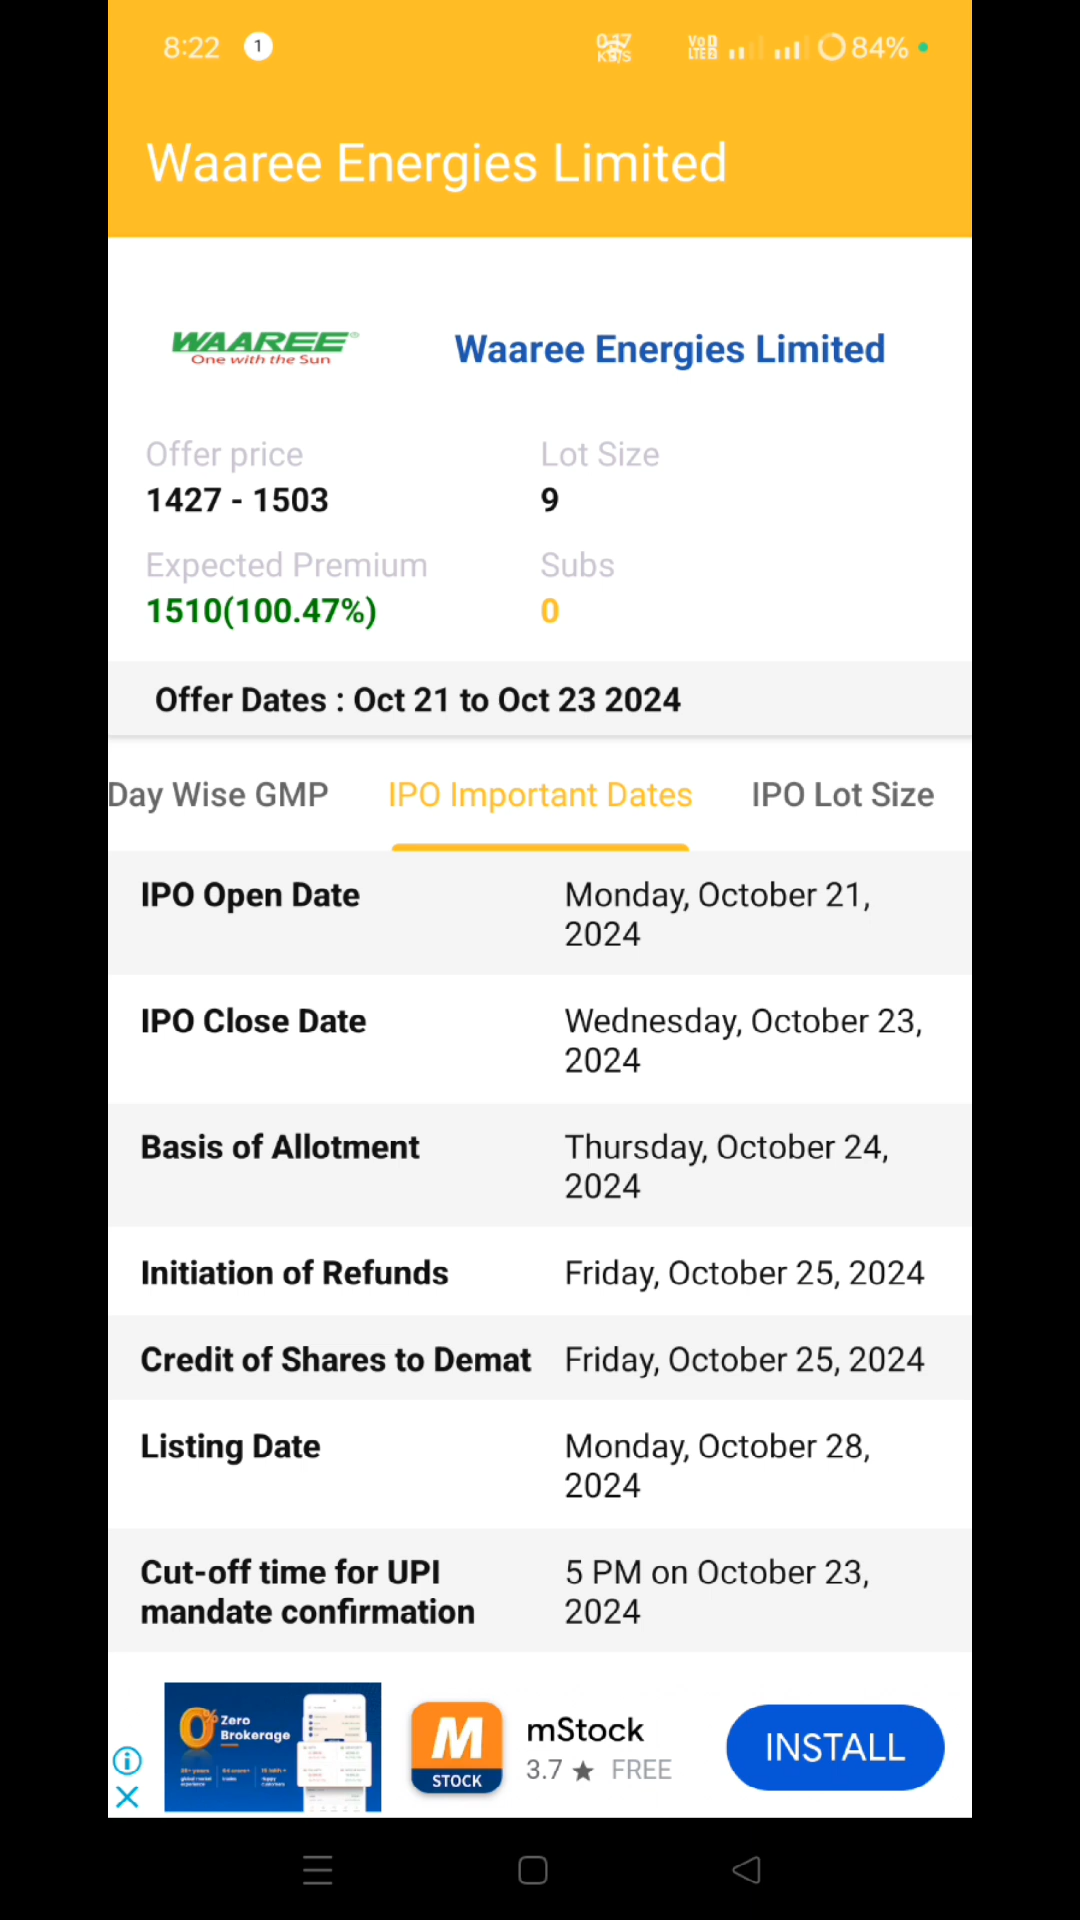 8:22 1 KB/S VoD LTE 2 84%
Waaree Energies Limited
WAAREE
One with the Sun
Waaree Energies Limited
Offer price Lot Size
1427 - 1503 9
Expected Premium Subs
1510(100.47%) 0
Offer Dates : Oct 21 to Oct 23 2024
Day Wise GMP IPO Important Dates IPO Lot Size
IPO Open Date Monday, October 21,
2024
IPO Close Date Wednesday, October 23,
2024
Basis of Allotment Thursday, October 24,
2024
Initiation of Refunds Friday, October 25, 2024
Credit of Shares to Demat Friday, October 25, 2024
Listing Date Monday, October 28,
2024
Cut-off time for UPI 5 PM on October 23,
mandate confirmation 2024
0% Zero
Brokerage
M
STOCK
mStock
3.7 ★ FREE
INSTALL